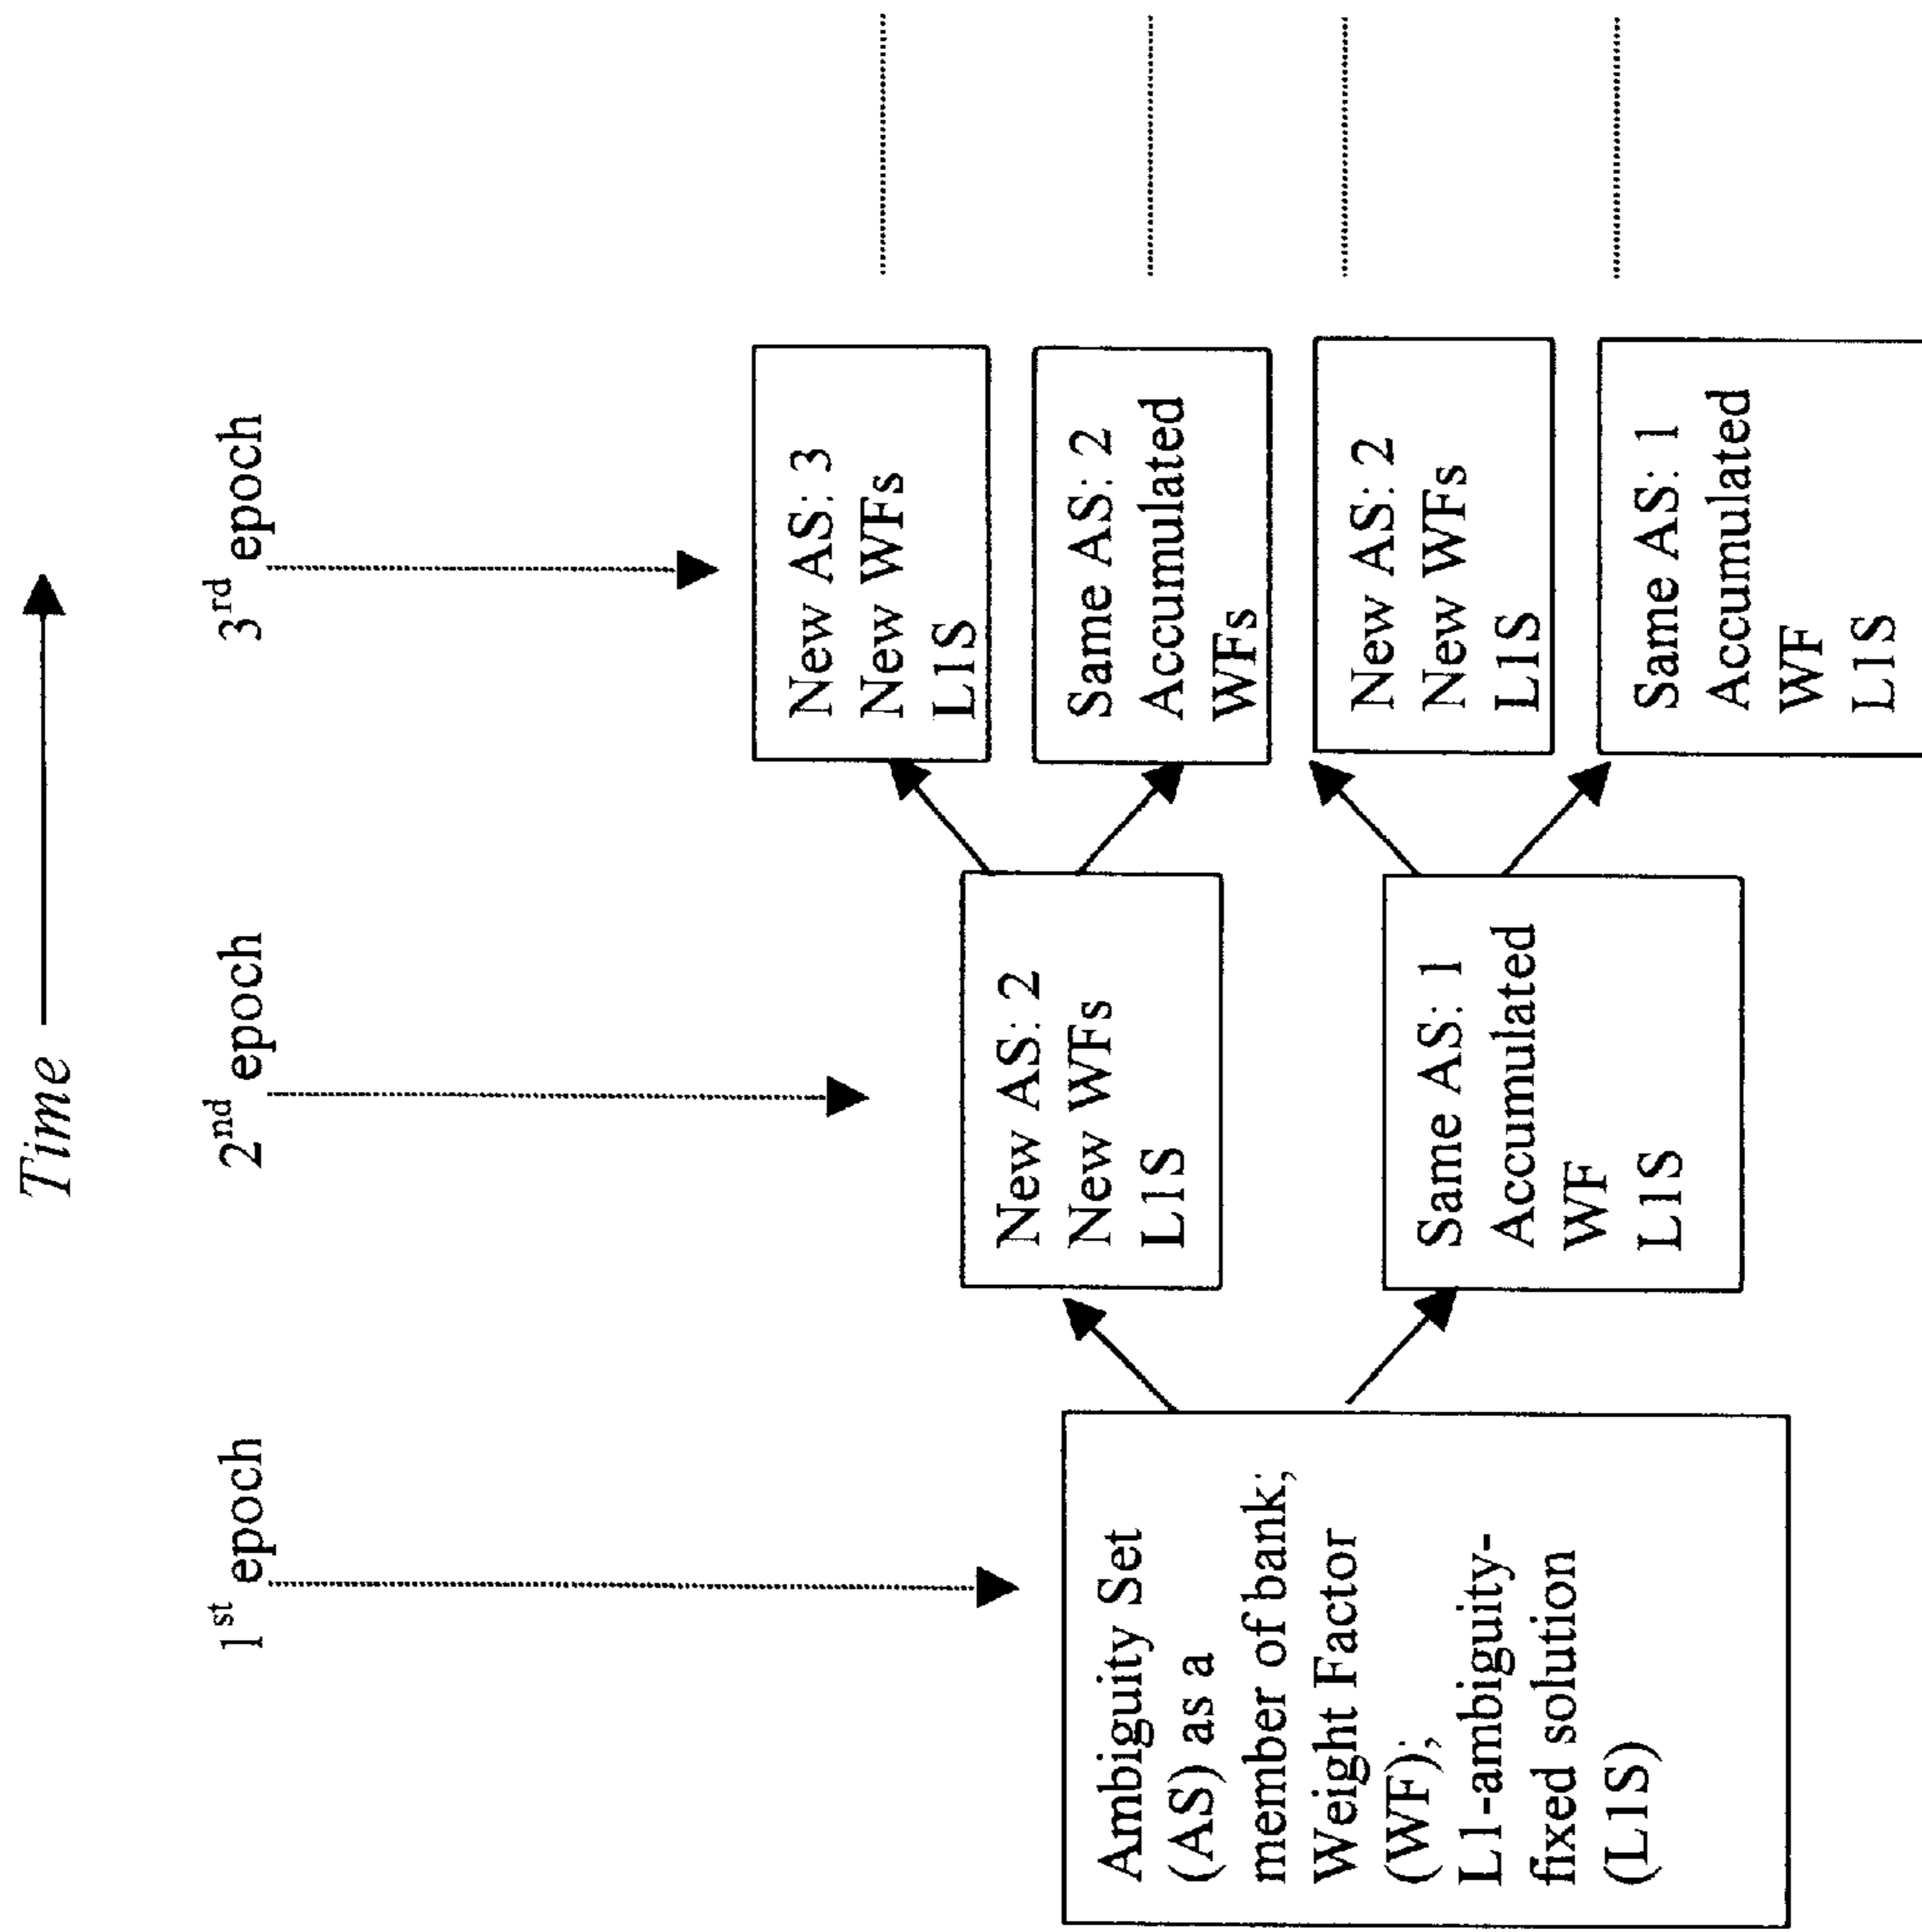 Time
1st epoch
2nd epoch
3rd epoch
Ambiguity Set
(AS) as a
member of bank;
Weight Factor
(WF);
L1-ambiguity-
fixed solution
(L1S)
New AS: 2
New WFs
L1S
Same AS: 1
Accumulated
WF
L1S
New AS: 3
New WFs
L1S
Same AS: 2
Accumulated
WFs
New AS: 2
New WFs
L1S
Same AS: 1
Accumulated
WF
L1S